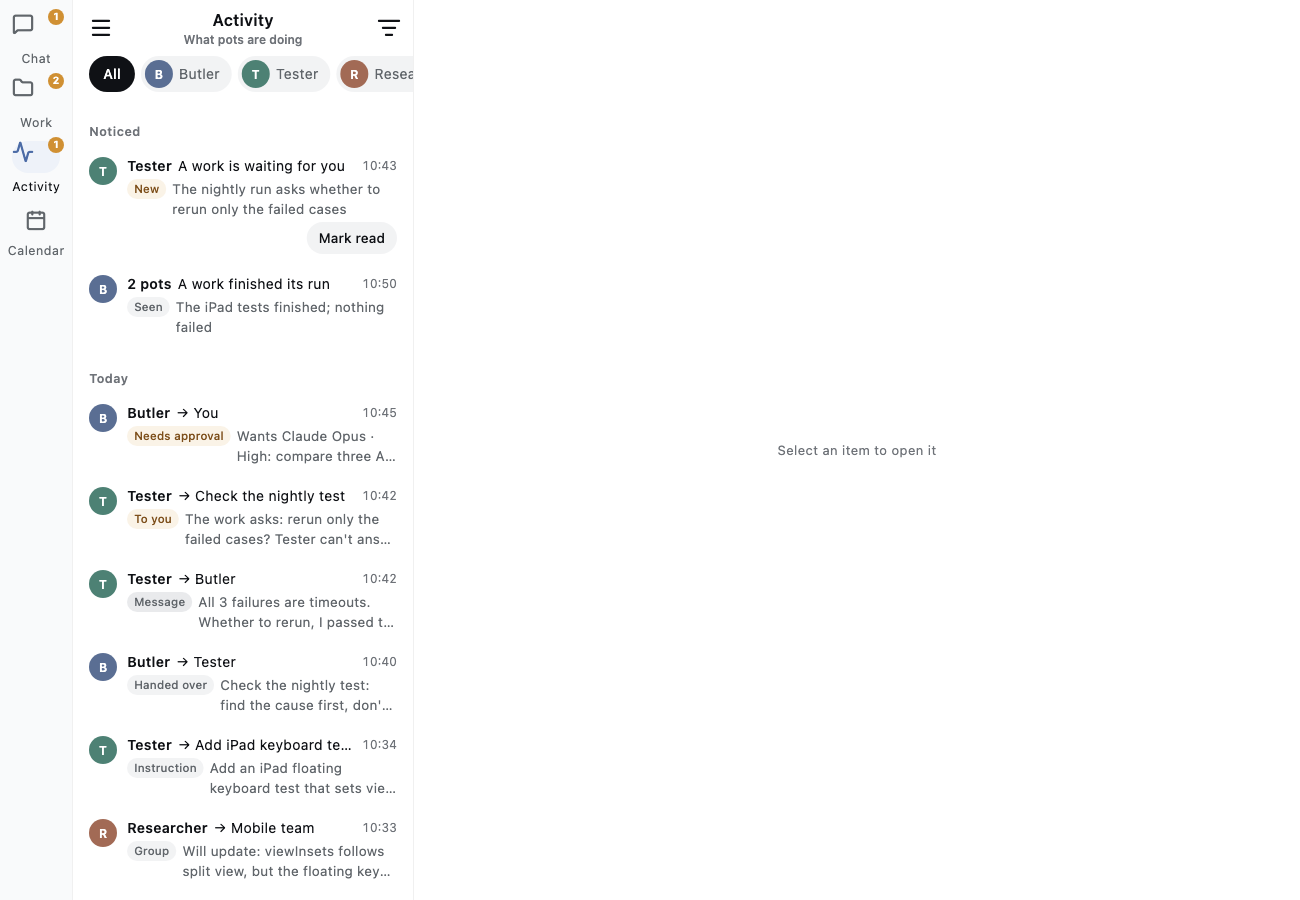 1
Chat
2
Work
1
Activity
Calendar
Activity
What pots are doing
All
B Butler
T Tester
R Resea
Noticed
T
Tester A work is waiting for you 10:43
New The nightly run asks whether to
rerun only the failed cases
Mark read
B
2 pots A work finished its run 10:50
Seen The iPad tests finished; nothing
failed
Today
B
Butler → You 10:45
Needs approval Wants Claude Opus ·
High: compare three A…
T
Tester → Check the nightly test 10:42
To you The work asks: rerun only the
failed cases? Tester can't ans…
T
Tester → Butler 10:42
Message All 3 failures are timeouts.
Whether to rerun, I passed t…
B
Butler → Tester 10:40
Handed over Check the nightly test:
find the cause first, don'…
T
Tester → Add iPad keyboard te… 10:34
Instruction Add an iPad floating
keyboard test that sets vie…
R
Researcher → Mobile team 10:33
Group Will update: viewInsets follows
split view, but the floating key…
Select an item to open it